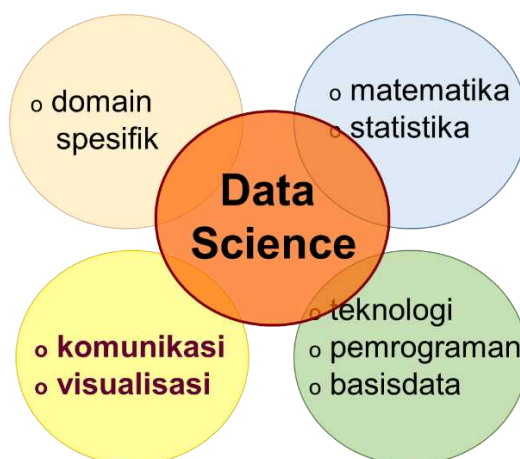 o domain
spesifik
o matematika
o statistika
Data
Science
o komunikasi
o visualisasi
o teknologi
o pemrograman
o basisdata